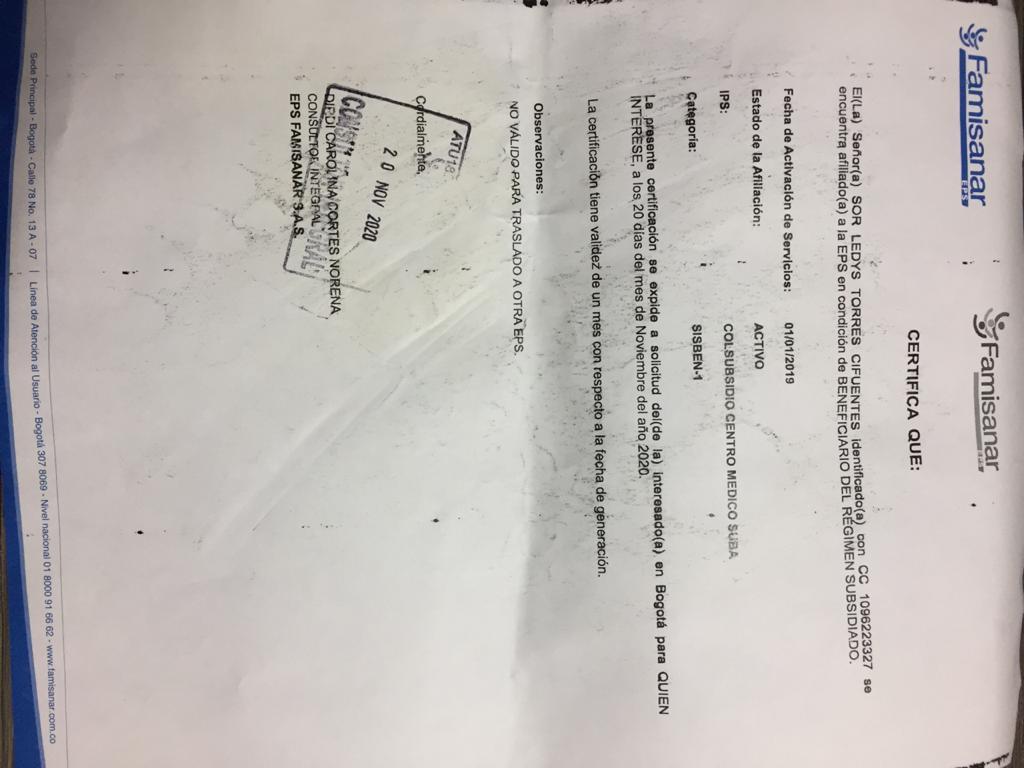 Famisanar
EPS
Famisanar
EPS
CERTIFICA QUE:
El(La) Señor(a) SOR LEDYS TORRES CIFUENTES identificado(a) con CC 1096223327 se
encuentra afiliado(a) a la EPS en condición de BENEFICIARIO DEL RÉGIMEN SUBSIDIADO.
Fecha de Activación de Servicios: 01/01/2019
Estado de la Afiliación: ACTIVO
IPS: COLSUBSIDIO CENTRO MEDICO SUBA
Categoría: SISBEN-1
La presente certificación se expide a solicitud del(de la) interesado(a) en Bogotá para QUIEN
INTERESE, a los 20 días del mes de Noviembre del año 2020.
La certificación tiene validez de un mes con respecto a la fecha de generación.
Observaciones:
NO VÁLIDO PARA TRASLADO A OTRA EPS.
ATU18
20 NOV 2020
Cordialmente,
CAROLINA CORTES NORENA
CONSULTOR INTEGRAL
EPS FAMISANAR S.A.S.
Sede Principal - Bogotá - Calle 78 No. 13 A - 07 | Línea de Atención al Usuario - Bogotá 307 8069 - Nivel nacional 01 8000 91 66 62 - www.famisanar.com.co